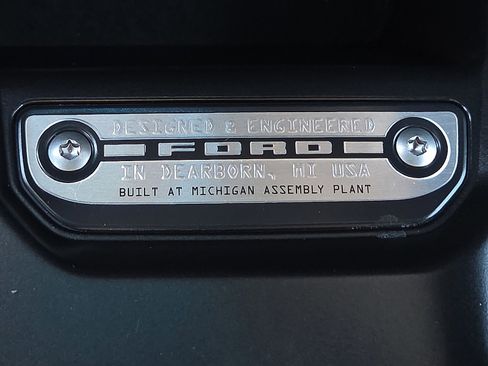 DESIGNED & ENGINEERED
FORD
IN DEARBORN, MI USA
BUILT AT MICHIGAN ASSEMBLY PLANT